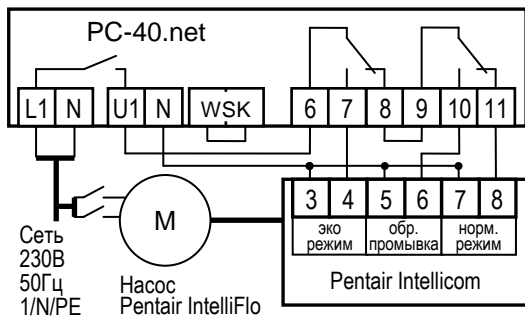 PC-40.net
L1 N U1 N WSK 6 7 8 9 10 11
3 4 5 6 7 8
эко режим
обр. промывка
норм. режим
Pentair Intellicom
M
Сеть
230В
50Гц
1/N/PE
Насос
Pentair IntelliFlo